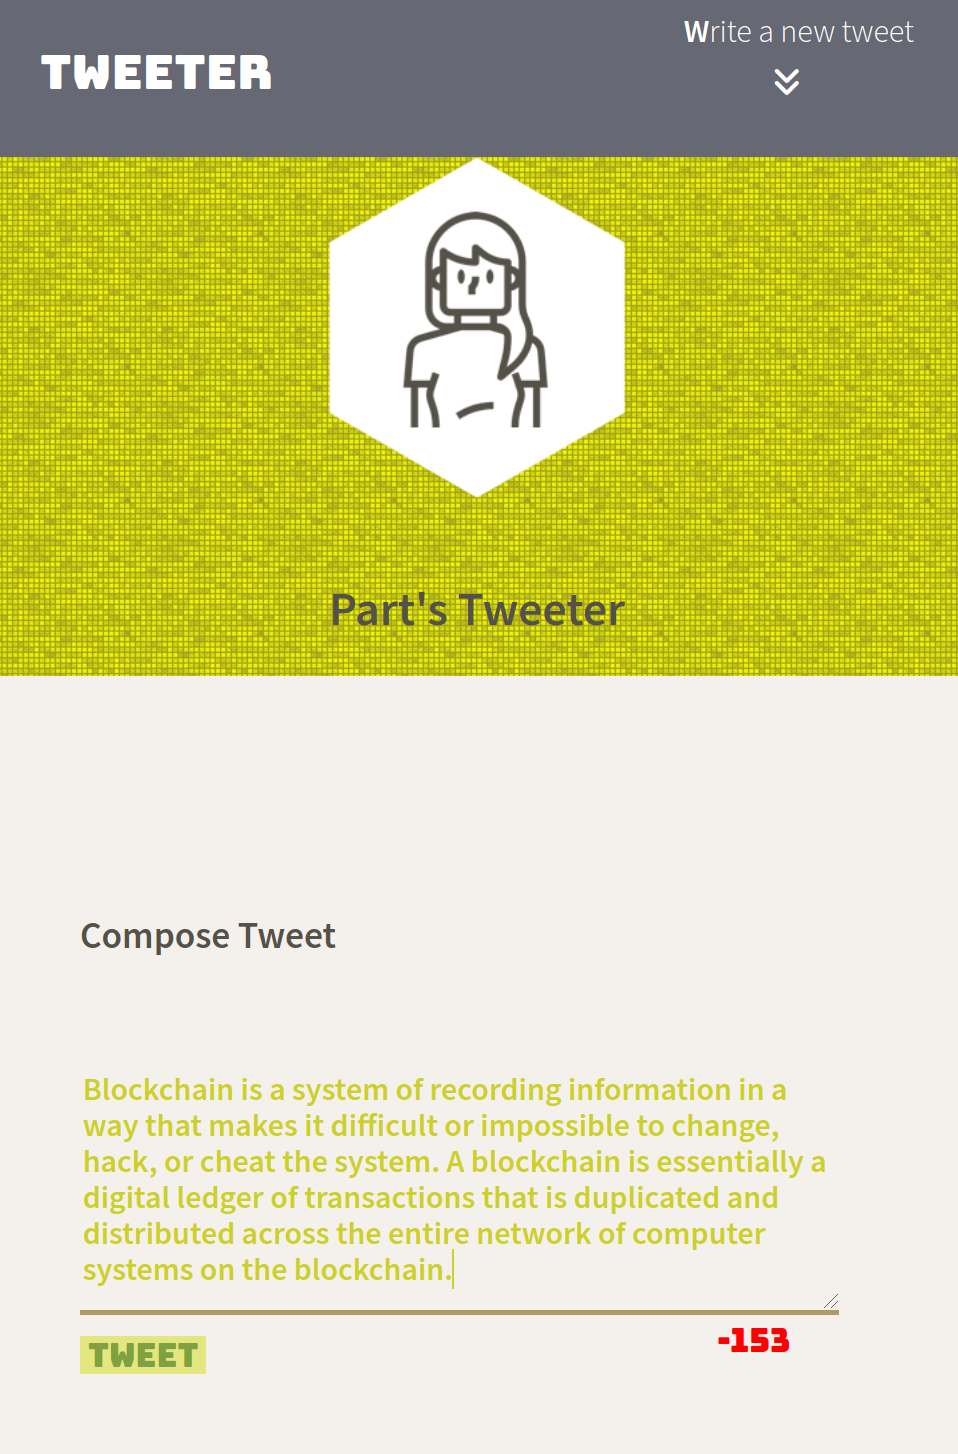 TWEETER
Write a new tweet
Part's Tweeter
Compose Tweet
Blockchain is a system of recording information in a
way that makes it difficult or impossible to change,
hack, or cheat the system. A blockchain is essentially a
digital ledger of transactions that is duplicated and
distributed across the entire network of computer
systems on the blockchain.
TWEET
-153